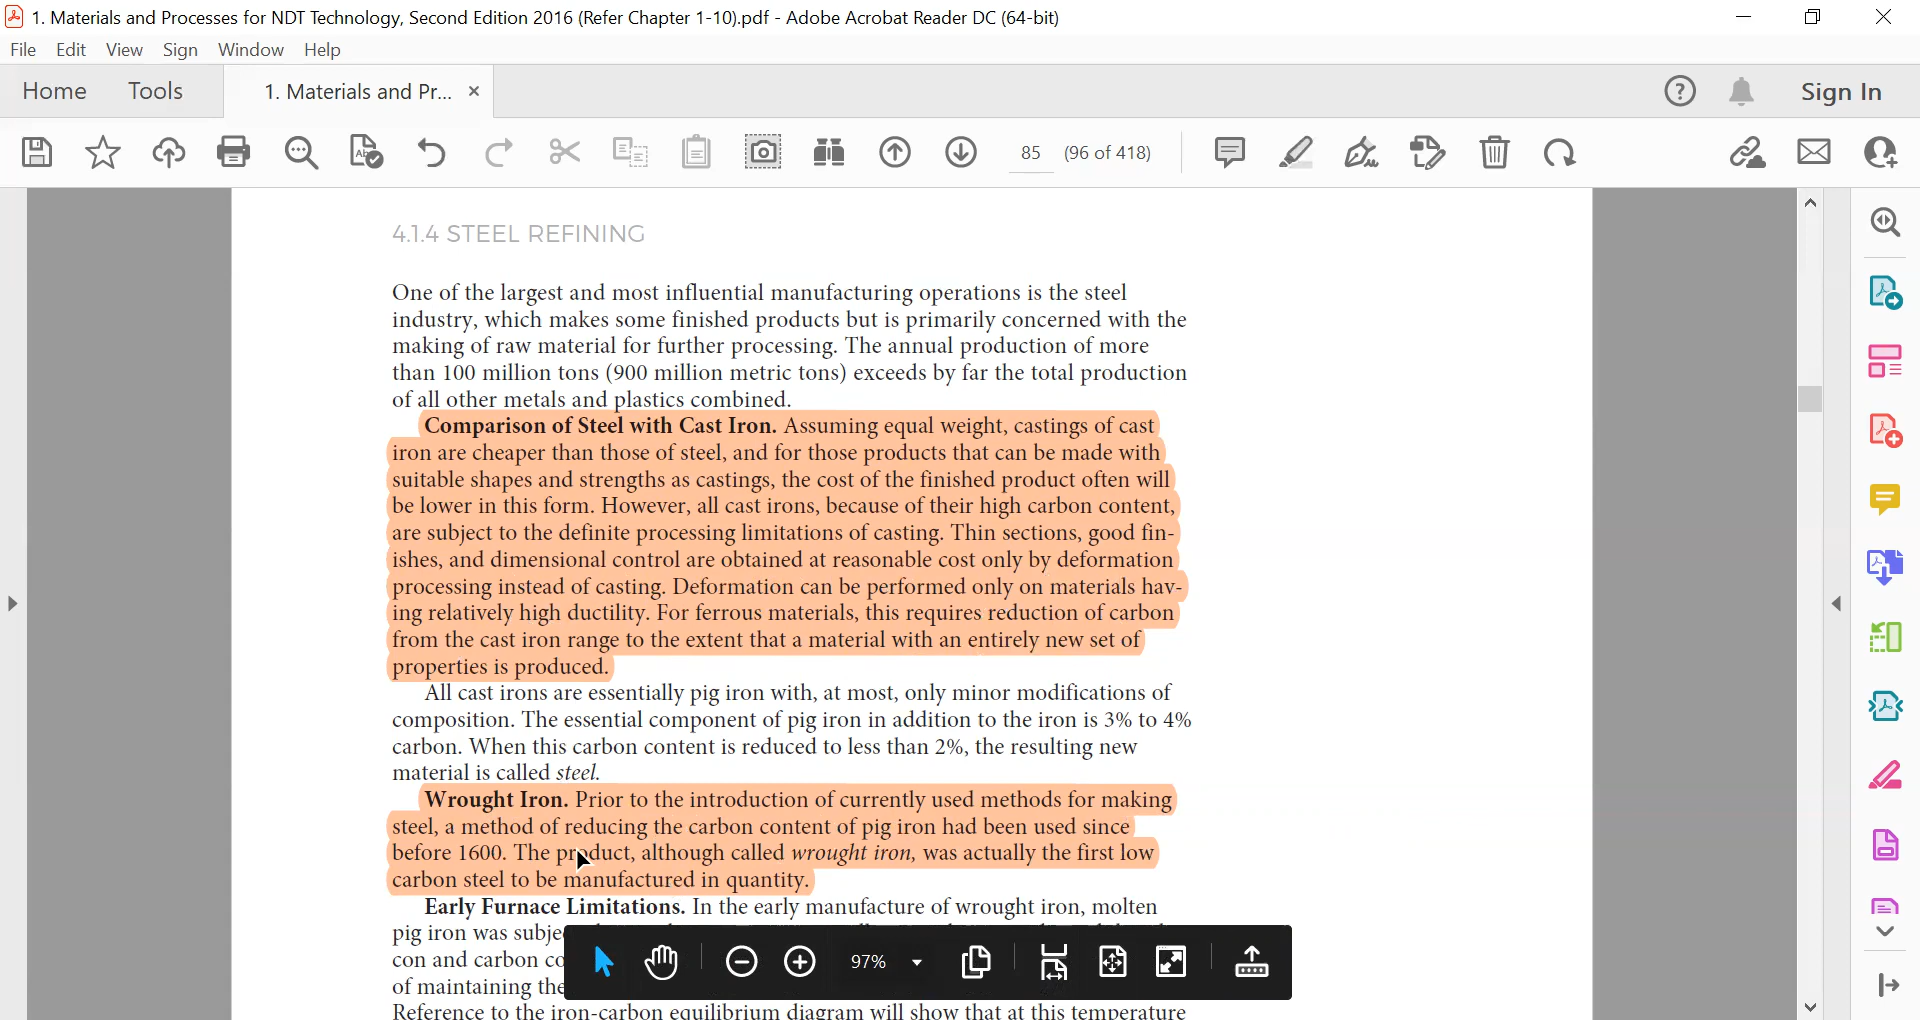 1. Materials and Processes for NDT Technology, Second Edition 2016 (Refer Chapter 1-10).pdf - Adobe Acrobat Reader DC (64-bit)
File Edit View Sign Window Help
Home Tools 1. Materials and Pr... × Sign In
85 (96 of 418)
4.1.4 STEEL REFINING
One of the largest and most influential manufacturing operations is the steel
industry, which makes some finished products but is primarily concerned with the
making of raw material for further processing. The annual production of more
than 100 million tons (900 million metric tons) exceeds by far the total production
of all other metals and plastics combined.
Comparison of Steel with Cast Iron. Assuming equal weight, castings of cast
iron are cheaper than those of steel, and for those products that can be made with
suitable shapes and strengths as castings, the cost of the finished product often will
be lower in this form. However, all cast irons, because of their high carbon content,
are subject to the definite processing limitations of casting. Thin sections, good fin-
ishes, and dimensional control are obtained at reasonable cost only by deformation
processing instead of casting. Deformation can be performed only on materials hav-
ing relatively high ductility. For ferrous materials, this requires reduction of carbon
from the cast iron range to the extent that a material with an entirely new set of
properties is produced.
All cast irons are essentially pig iron with, at most, only minor modifications of
composition. The essential component of pig iron in addition to the iron is 3% to 4%
carbon. When this carbon content is reduced to less than 2%, the resulting new
material is called steel.
Wrought Iron. Prior to the introduction of currently used methods for making
steel, a method of reducing the carbon content of pig iron had been used since
before 1600. The product, although called wrought iron, was actually the first low
carbon steel to be manufactured in quantity.
Early Furnace Limitations. In the early manufacture of wrought iron, molten
pig iron was
con and carbon
of maintaining
97%
Reference to the iron-carbon equilibrium diagram will show that at this temperature